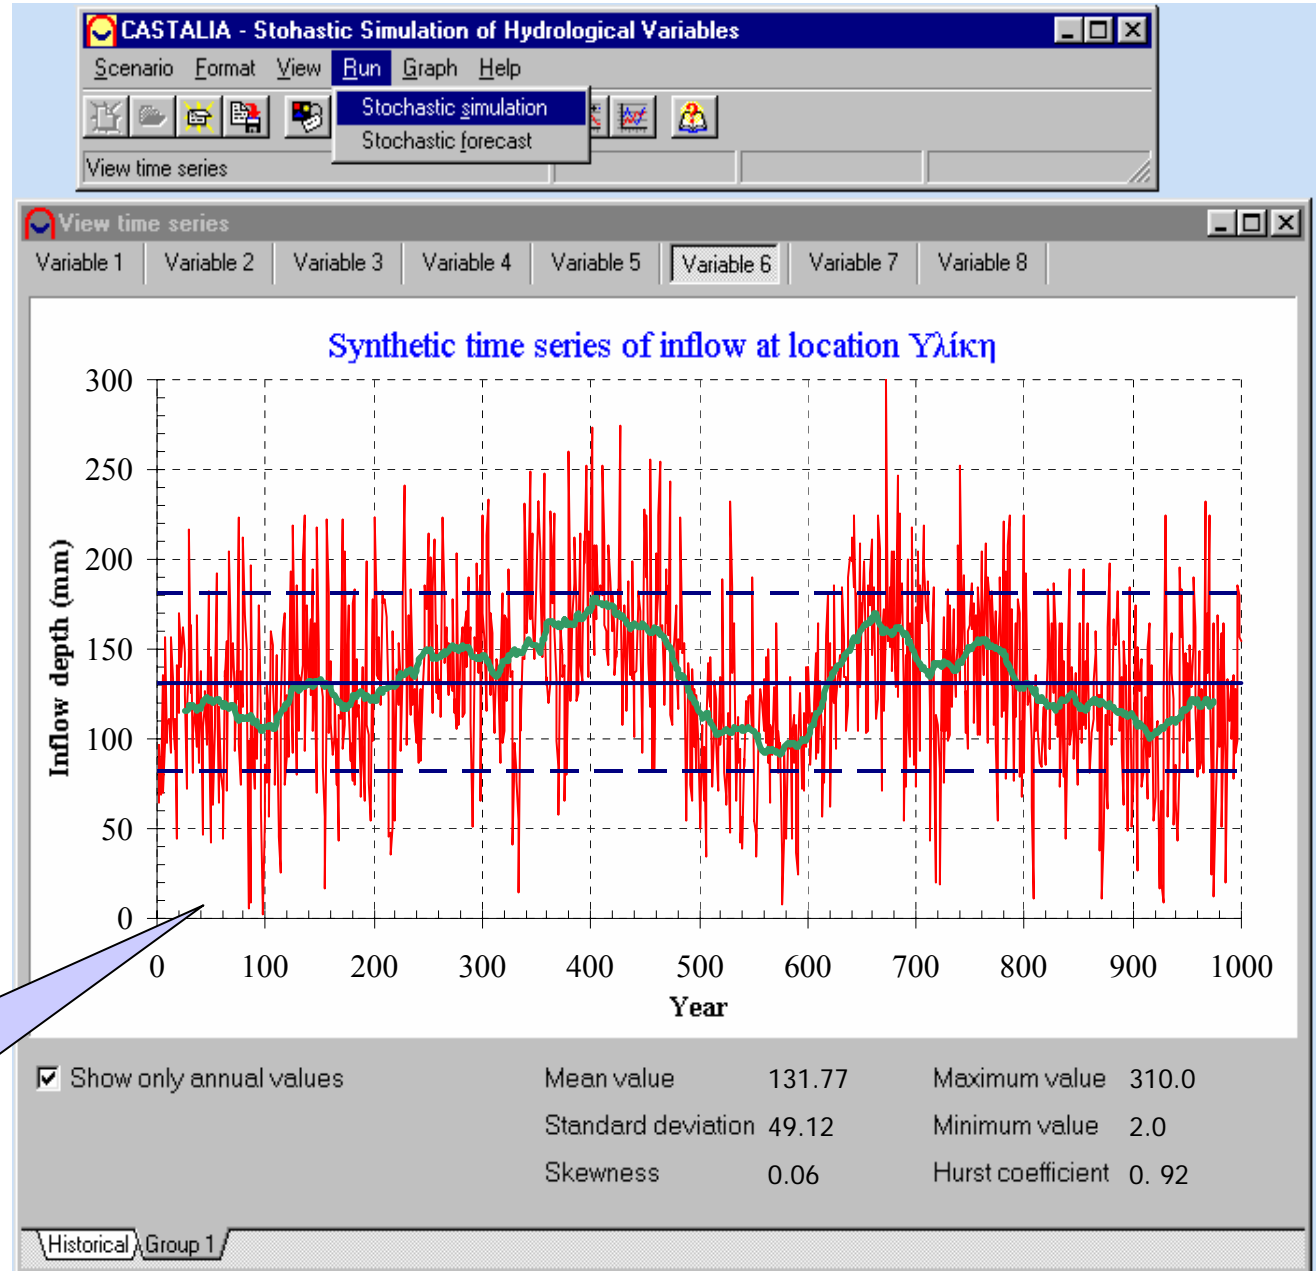 CASTALIA - Stohastic Simulation of Hydrological Variables
Scenario Format View Run Graph Help
Stochastic simulation
Stochastic forecast
View time series
View time series
Variable 1 Variable 2 Variable 3 Variable 4 Variable 5 Variable 6 Variable 7 Variable 8
Synthetic time series of inflow at location Υλίκη
300
250
200
150
100
50
0
Inflow depth (mm)
0 100 200 300 400 500 600 700 800 900 1000
Year
Show only annual values Mean value 131.77 Maximum value 310.0
Standard deviation 49.12 Minimum value 2.0
Skewness 0.06 Hurst coefficient 0. 92
Historical Group 1